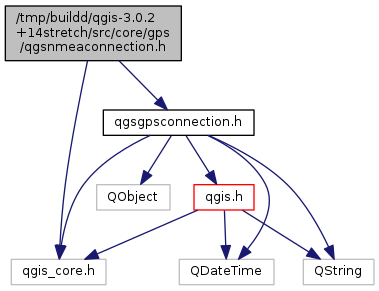 /tmp/buildd/qgis-3.0.2
+14stretch/src/core/gps
/qgsnmeaconnection.h
qgsgpsconnection.h
QObject
qgis.h
qgis_core.h
QDateTime
QString